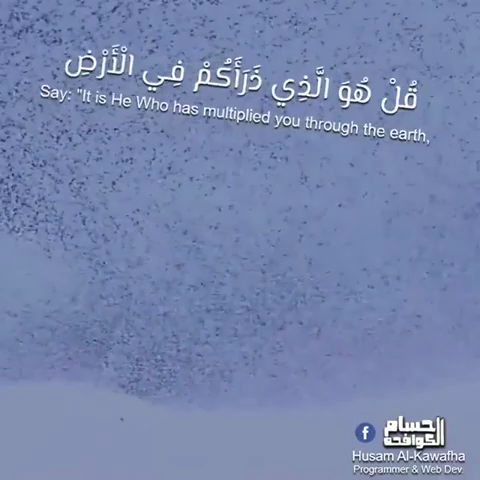 قُلْ هُوَ الَّذِي ذَرَأَكُمْ فِي الْأَرْضِ
Say: "It is He Who has multiplied you through the earth,
حسام
الكوافحة
Husam Al-Kawafha
Programmer & Web Dev.